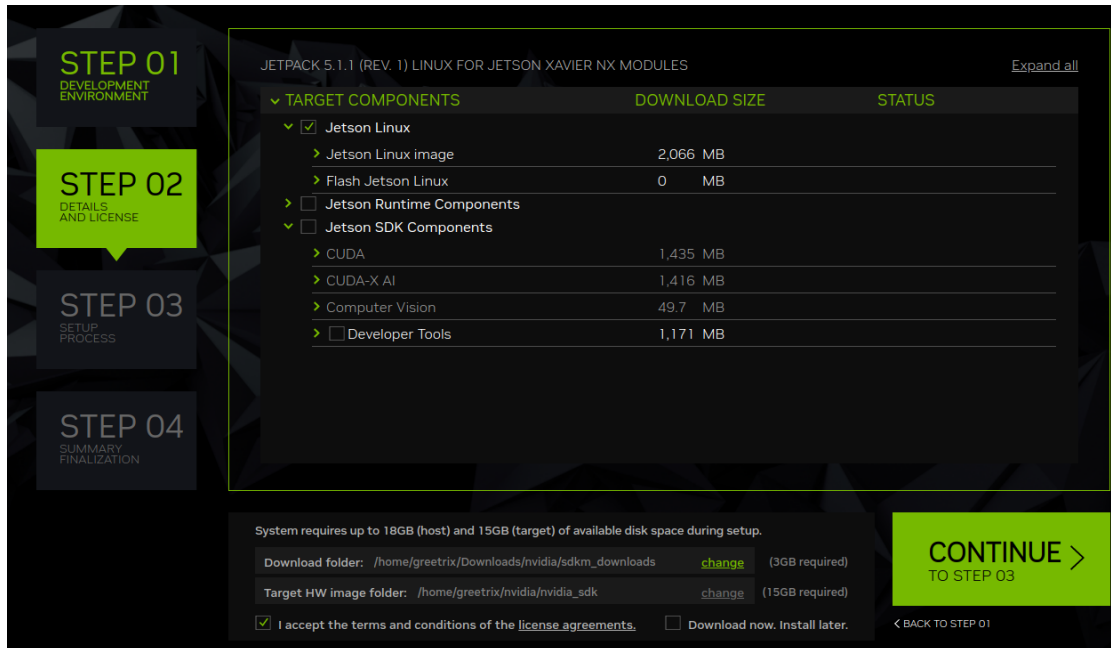 STEP 01
DEVELOPMENT
ENVIRONMENT
STEP 02
DETAILS
AND LICENSE
STEP 03
SETUP
PROCESS
STEP 04
SUMMARY
FINALIZATION
JETPACK 5.1.1 (REV. 1) LINUX FOR JETSON XAVIER NX MODULES Expand all
TARGET COMPONENTS DOWNLOAD SIZE STATUS
Jetson Linux
Jetson Linux image 2,066 MB
Flash Jetson Linux 0 MB
Jetson Runtime Components
Jetson SDK Components
CUDA 1,435 MB
CUDA-X AI 1,416 MB
Computer Vision 49.7 MB
Developer Tools 1,171 MB
System requires up to 18GB (host) and 15GB (target) of available disk space during setup.
Download folder: /home/greetrix/Downloads/nvidia/sdkm_downloads change (3GB required)
Target HW image folder: /home/greetrix/nvidia/nvidia_sdk change (15GB required)
I accept the terms and conditions of the license agreements. Download now. Install later.
CONTINUE >
TO STEP 03
< BACK TO STEP 01